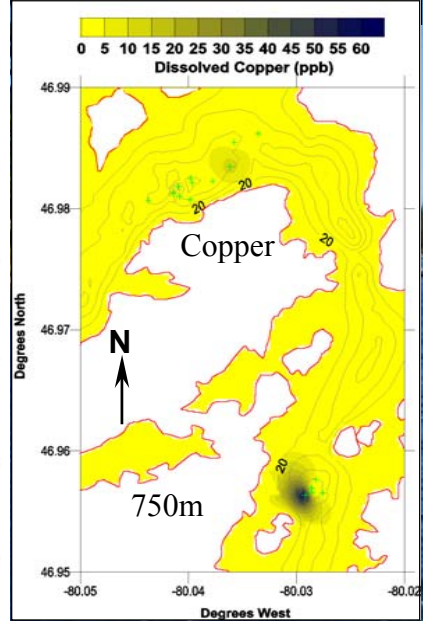 0 5 10 15 20 25 30 35 40 45 50 55 60
Dissolved Copper (ppb)
46.99
46.98
46.97
46.96
46.95
Degrees North
20
20
20
Copper
N
20
750m
-80.05 -80.04 -80.03 -80.02
Degrees West